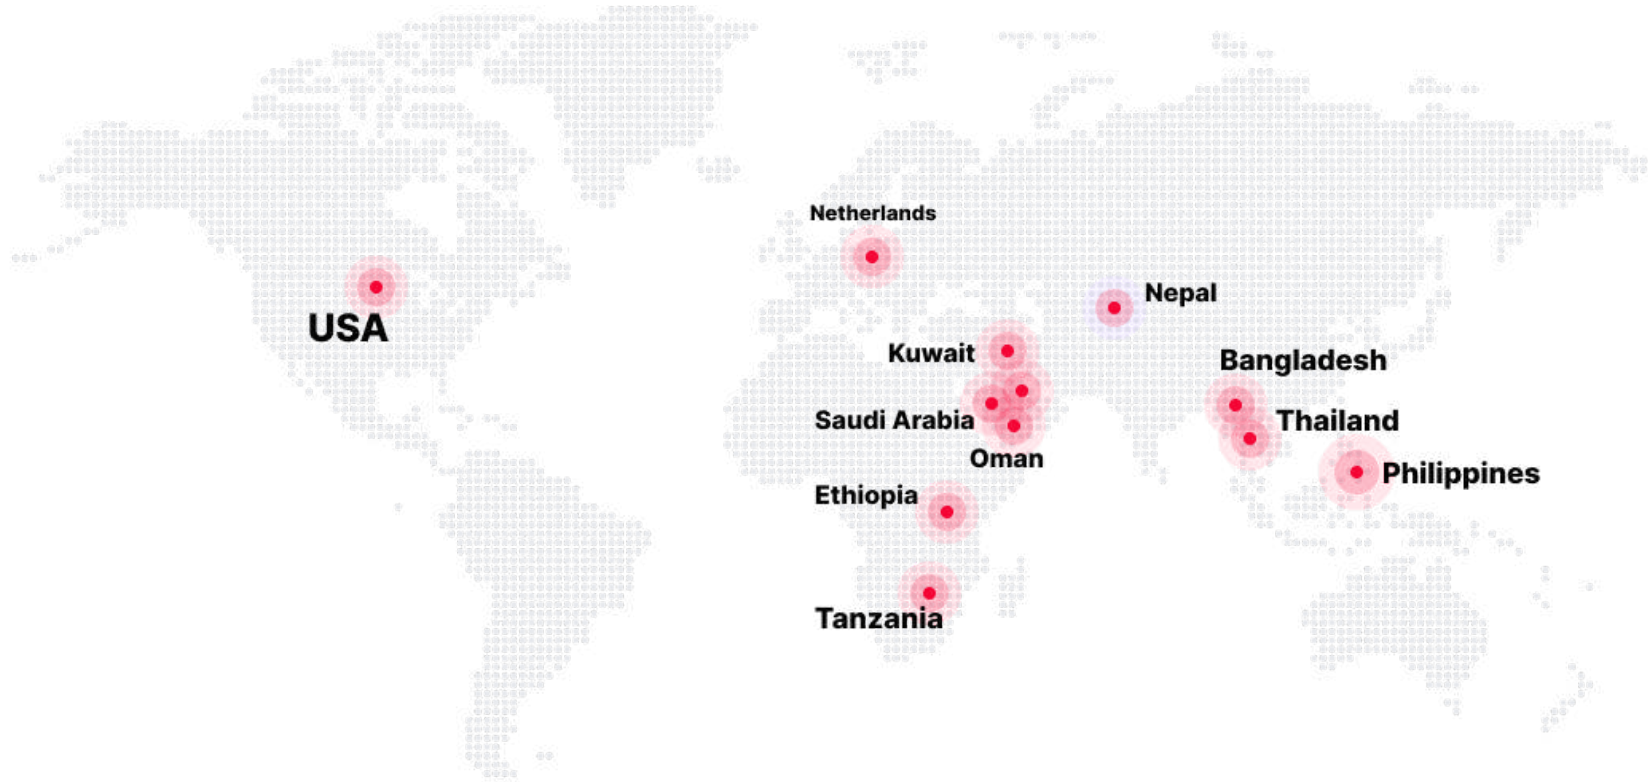 Netherlands
USA
Nepal
Kuwait
Bangladesh
Saudi Arabia
Thailand
Oman
Philippines
Ethiopia
Tanzania